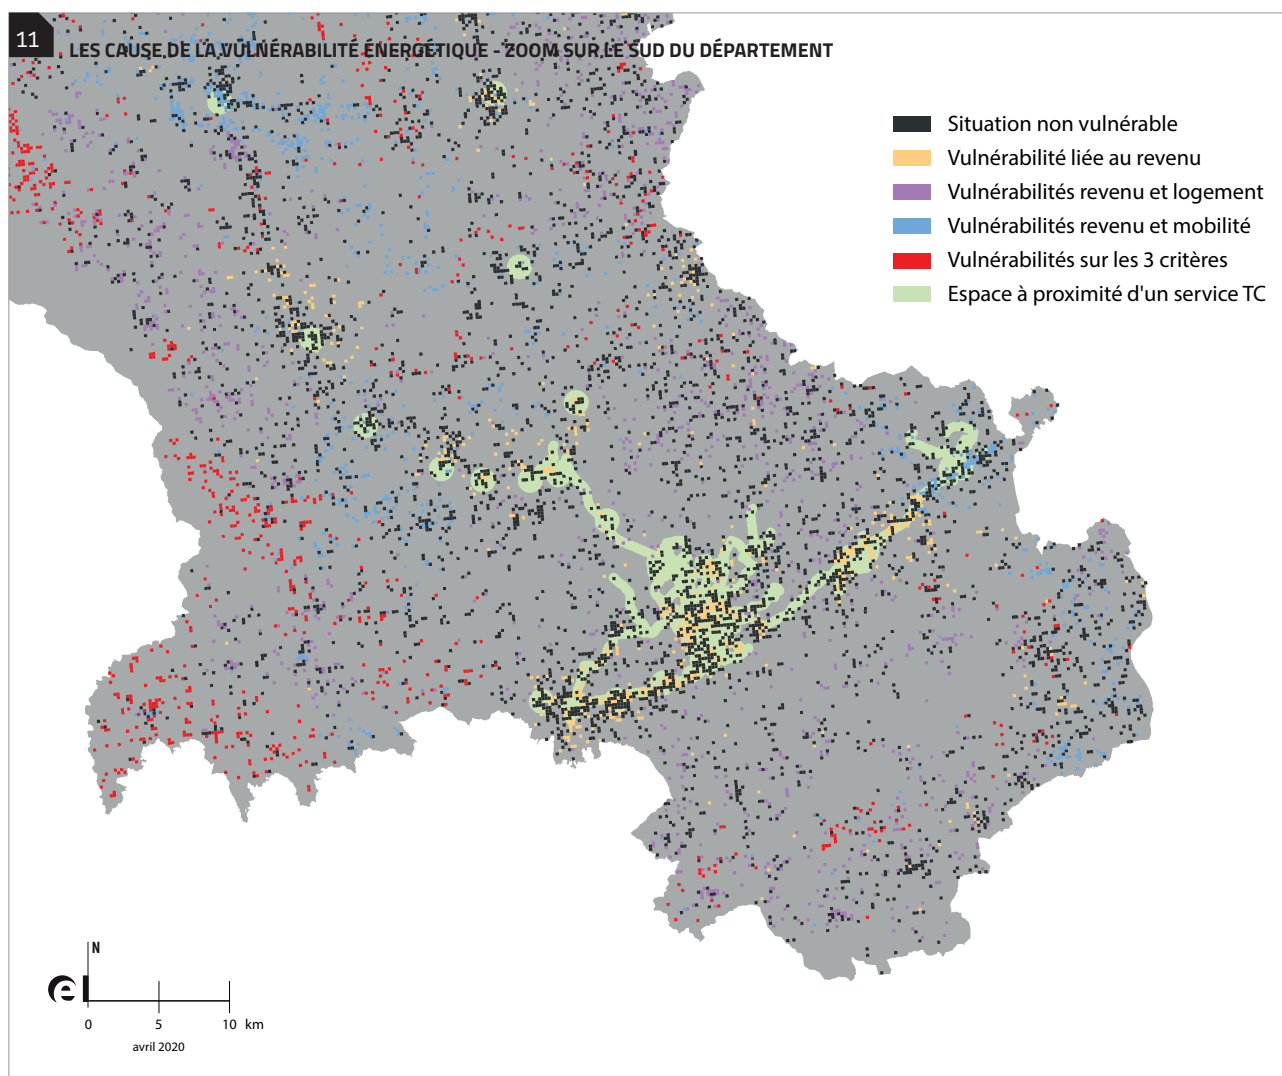 11
LES CAUSE DE LA VULNÉRABILITÉ ÉNERGÉTIQUE - ZOOM SUR LE SUD DU DÉPARTEMENT
Situation non vulnérable
Vulnérabilité liée au revenu
Vulnérabilités revenu et logement
Vulnérabilités revenu et mobilité
Vulnérabilités sur les 3 critères
Espace à proximité d'un service TC
N
e
0 5 10 km
avril 2020